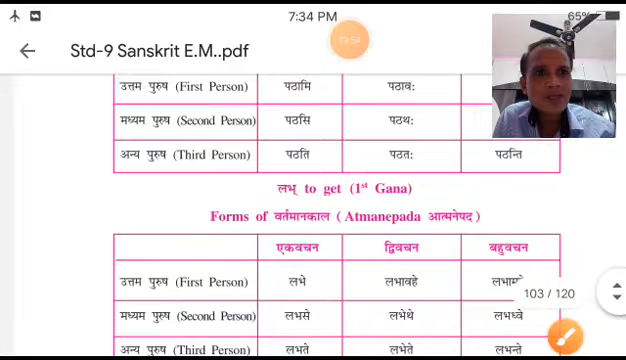 7:34 PM
65%
Std-9 Sanskrit E.M..pdf
उत्तम पुरुष (First Person) पठामि पठाव:
मध्यम पुरुष (Second Person) पठसि पठथ:
अन्य पुरुष (Third Person) पठति पठत: पठन्ति
लभ् to get (1st Gana)
Forms of वर्तमानकाल ( Atmanepada आत्मनेपद )
एकवचन द्विवचन बहुवचन
उत्तम पुरुष (First Person) लभे लभावहे
103 / 120
मध्यम पुरुष (Second Person) लभसे लभेथे लभध्वे
अन्य पुरुष (Third Person) लभते लभेते लभन्ते